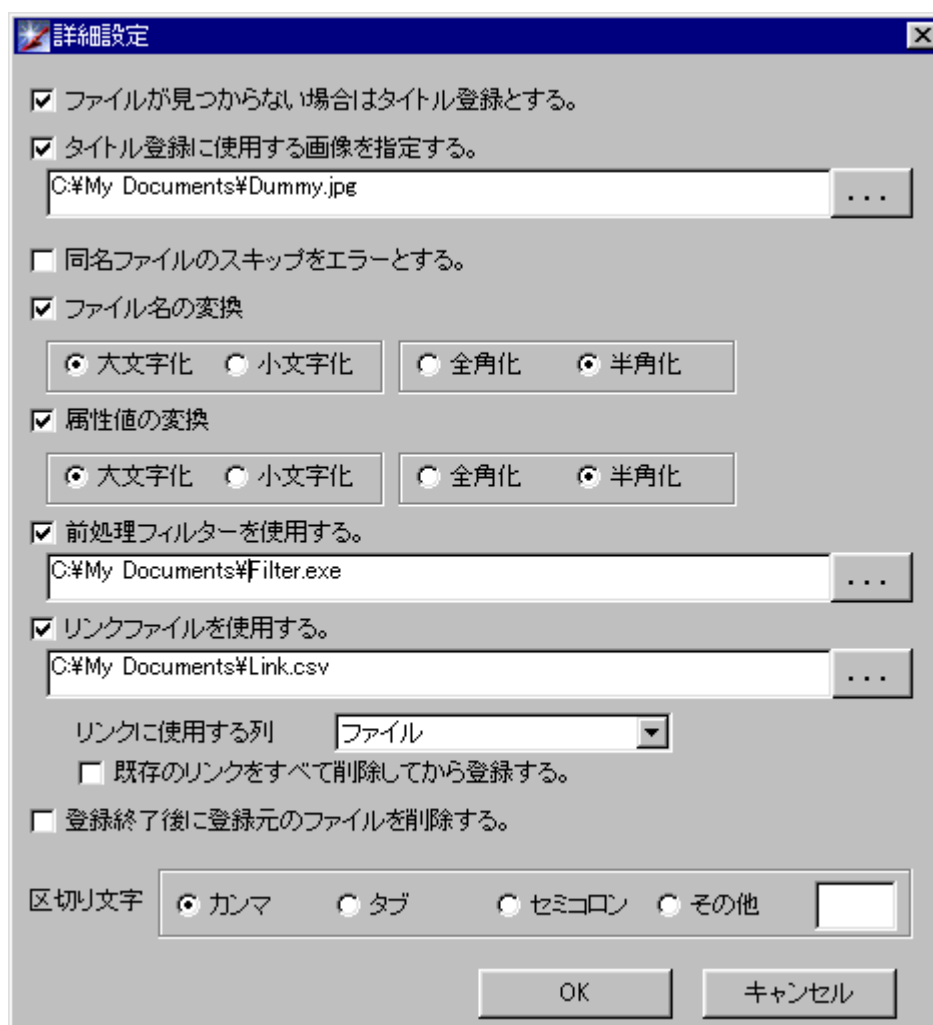 詳細設定
ファイルが見つからない場合はタイトル登録とする。
タイトル登録に使用する画像を指定する。
C:¥My Documents¥Dummy.jpg ...
同名ファイルのスキップをエラーとする。
ファイル名の変換
大文字化 小文字化 全角化 半角化
属性値の変換
大文字化 小文字化 全角化 半角化
前処理フィルターを使用する。
C:¥My Documents¥Filter.exe ...
リンクファイルを使用する。
C:¥My Documents¥Link.csv ...
リンクに使用する列 ファイル
既存のリンクをすべて削除してから登録する。
登録終了後に登録元のファイルを削除する。
区切り文字 カンマ タブ セミコロン その他
OK キャンセル